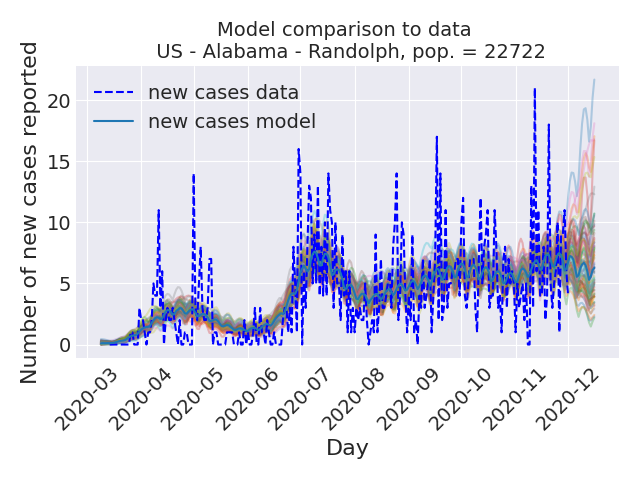 Model comparison to data
US - Alabama - Randolph, pop. = 22722
Number of new cases reported
20
15
10
5
0
new cases data
new cases model
2020-03
2020-04
2020-05
2020-06
2020-07
2020-08
2020-09
2020-10
2020-11
2020-12
Day